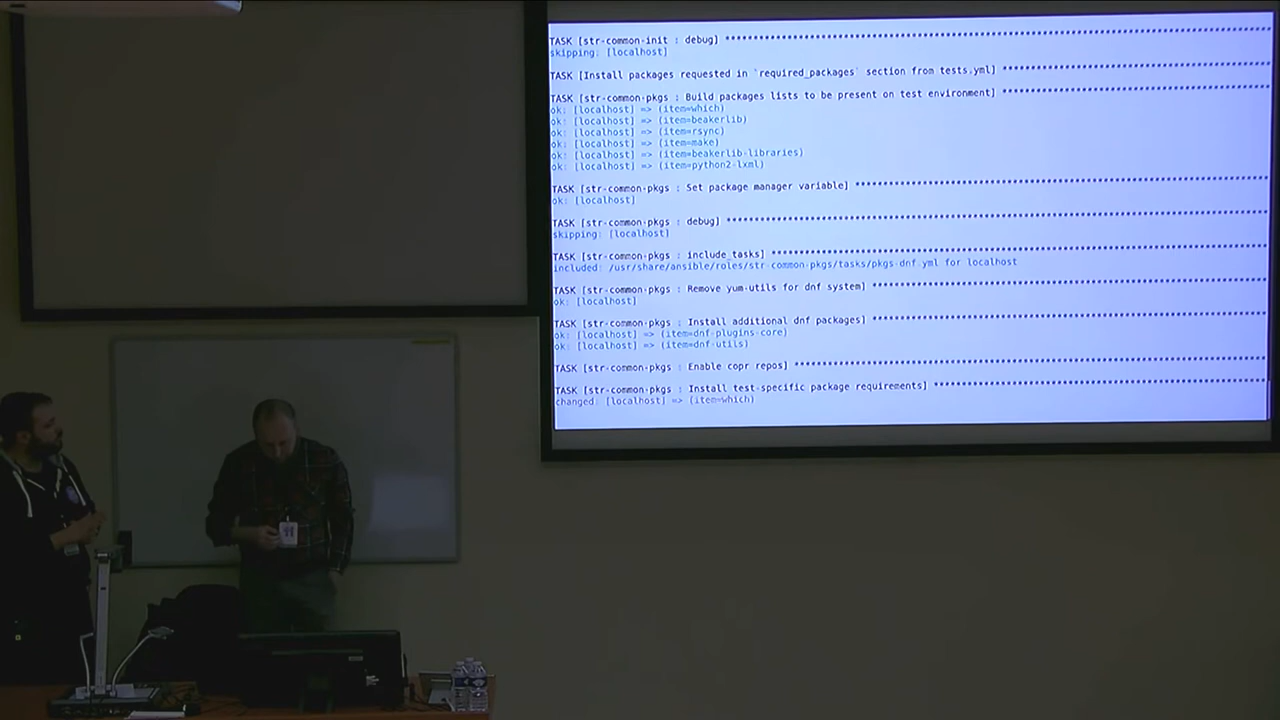 TASK [str-common-init : debug] ****************************************************************************
skipping: [localhost]
TASK [Install packages requested in `required_packages` section from tests.yml] *************************************
TASK [str-common-pkgs : Build packages lists to be present on test environment] *************************************
ok: [localhost] => (item=which)
ok: [localhost] => (item=beakerlib)
ok: [localhost] => (item=rsync)
ok: [localhost] => (item=make)
ok: [localhost] => (item=beakerlib-libraries)
ok: [localhost] => (item=python2-lxml)
TASK [str-common-pkgs : Set package manager variable] *********************************************************
ok: [localhost]
TASK [str-common-pkgs : debug] ****************************************************************************
skipping: [localhost]
TASK [str-common-pkgs : include_tasks] *********************************************************************
included: /usr/share/ansible/roles/str-common-pkgs/tasks/pkgs-dnf.yml for localhost
TASK [str-common-pkgs : Remove yum-utils for dnf system] ******************************************************
ok: [localhost]
TASK [str-common-pkgs : Install additional dnf packages] ******************************************************
ok: [localhost] => (item=dnf-plugins-core)
ok: [localhost] => (item=dnf-utils)
TASK [str-common-pkgs : Enable copr repos] ******************************************************************
TASK [str-common-pkgs : Install test-specific package requirements] ***********************************************
changed: [localhost] => (item=which)